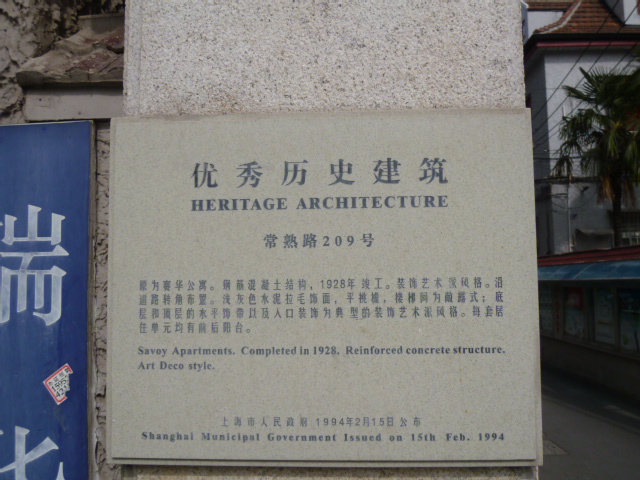 优秀历史建筑
HERITAGE ARCHITECTURE
常熟路209号
原为赛华公寓。钢筋混凝土结构，1928年竣工。装饰艺术派风格。沿
道路转角布置。浅灰色水泥拉毛饰面，平挑檐，楼梯间为敞廊式；底
层和顶层的水平饰带以及入口装饰为典型的装饰艺术派风格。每套居
住单元均有前后阳台。
Savoy Apartments. Completed in 1928. Reinforced concrete structure.
Art Deco style.
上海市人民政府 1994年2月15日公布
Shanghai Municipal Government Issued on 15th Feb. 1994
瑞
华